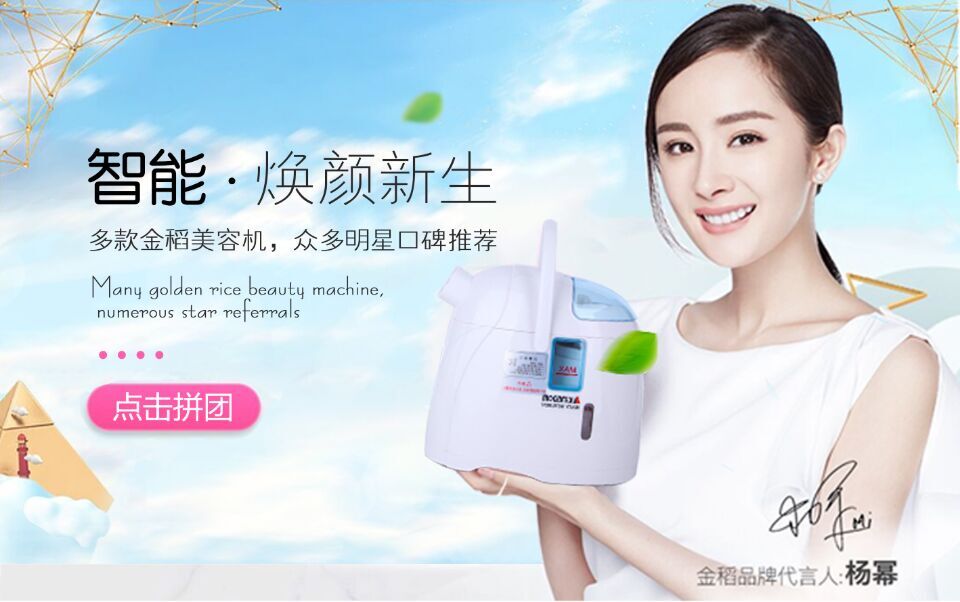 智能·焕颜新生
多款金稻美容机，众多明星口碑推荐
Many golden rice beauty machine,
numerous star referrals
点击拼团
MAX
Mi
金稻品牌代言人:杨幂